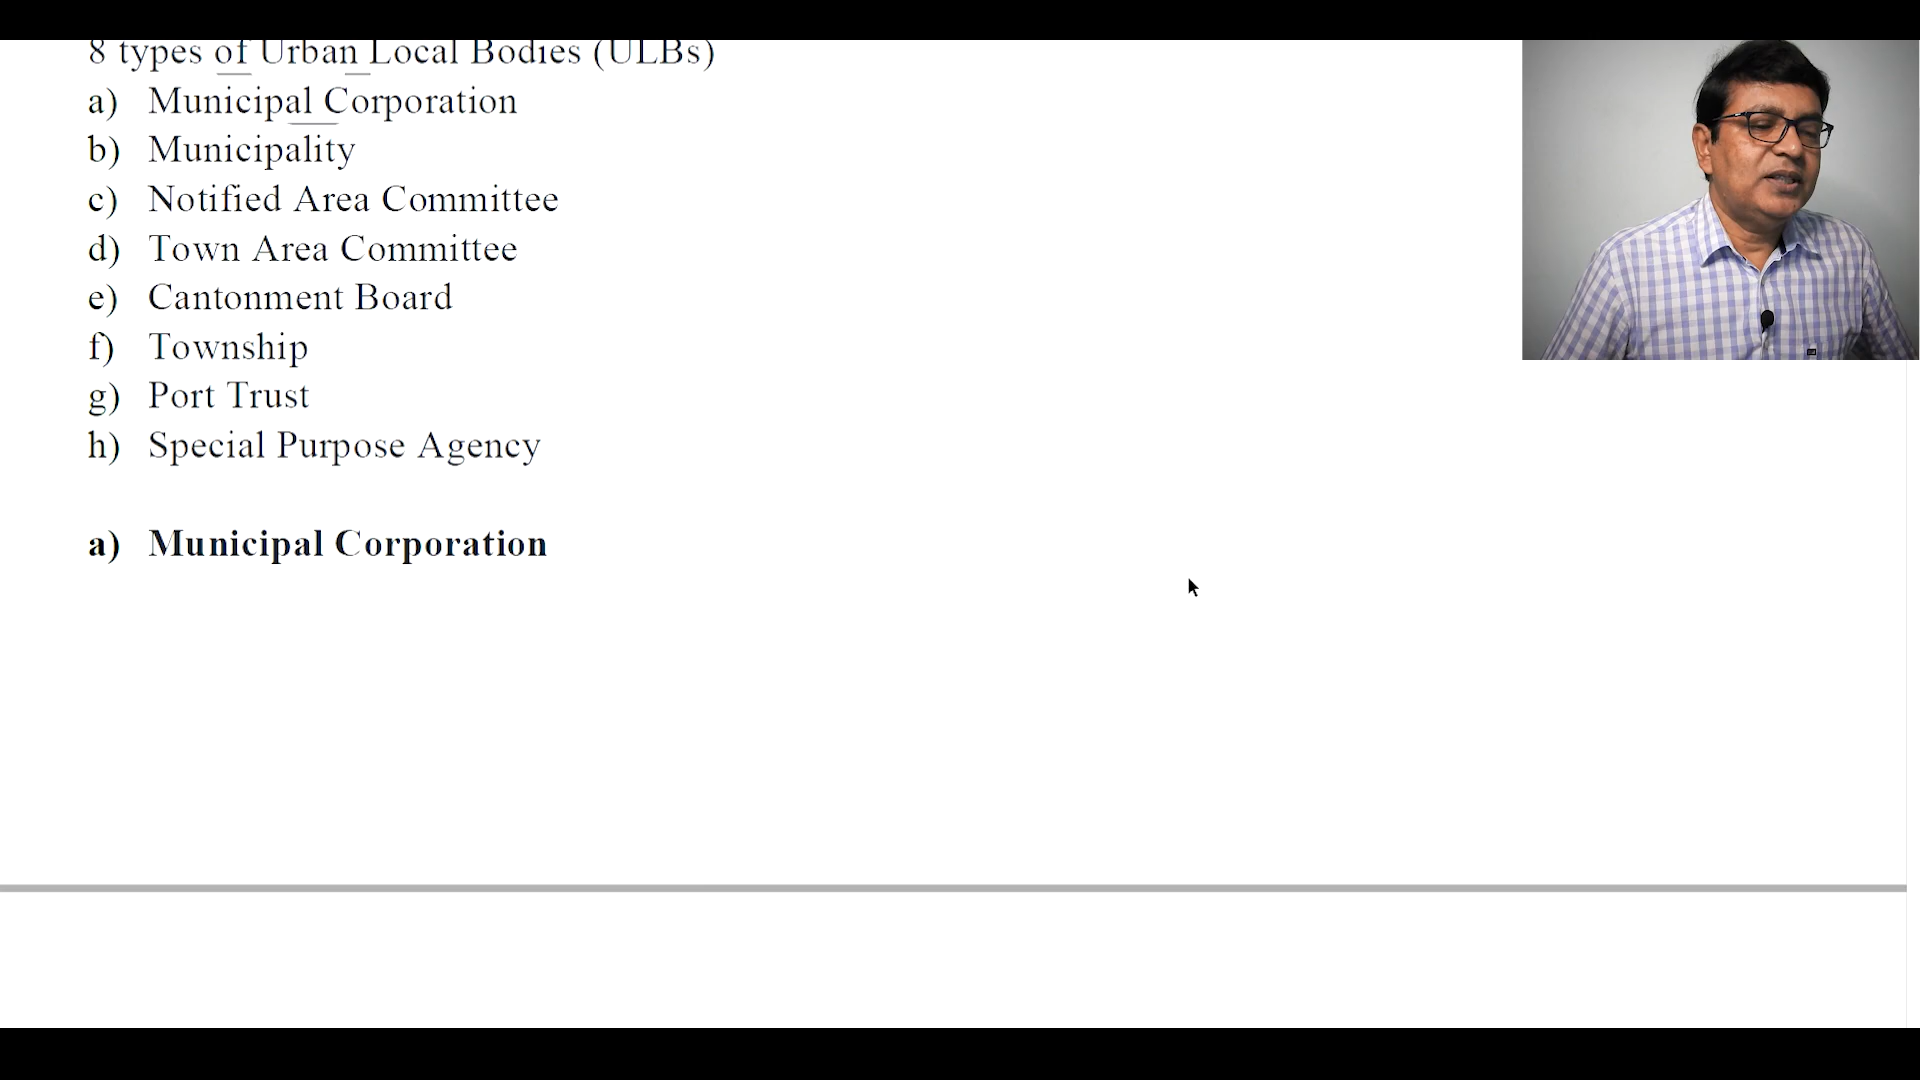 8 types of Urban Local Bodies (ULBs)
a) Municipal Corporation
b) Municipality
c) Notified Area Committee
d) Town Area Committee
e) Cantonment Board
f) Township
g) Port Trust
h) Special Purpose Agency
a) Municipal Corporation